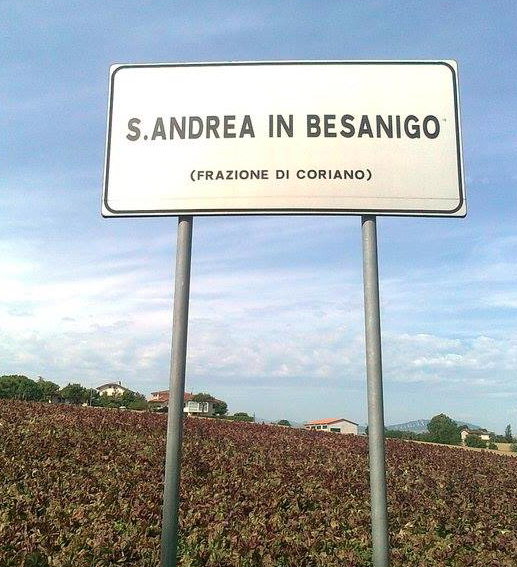 S.ANDREA IN BESANIGO
(FRAZIONE DI CORIANO)